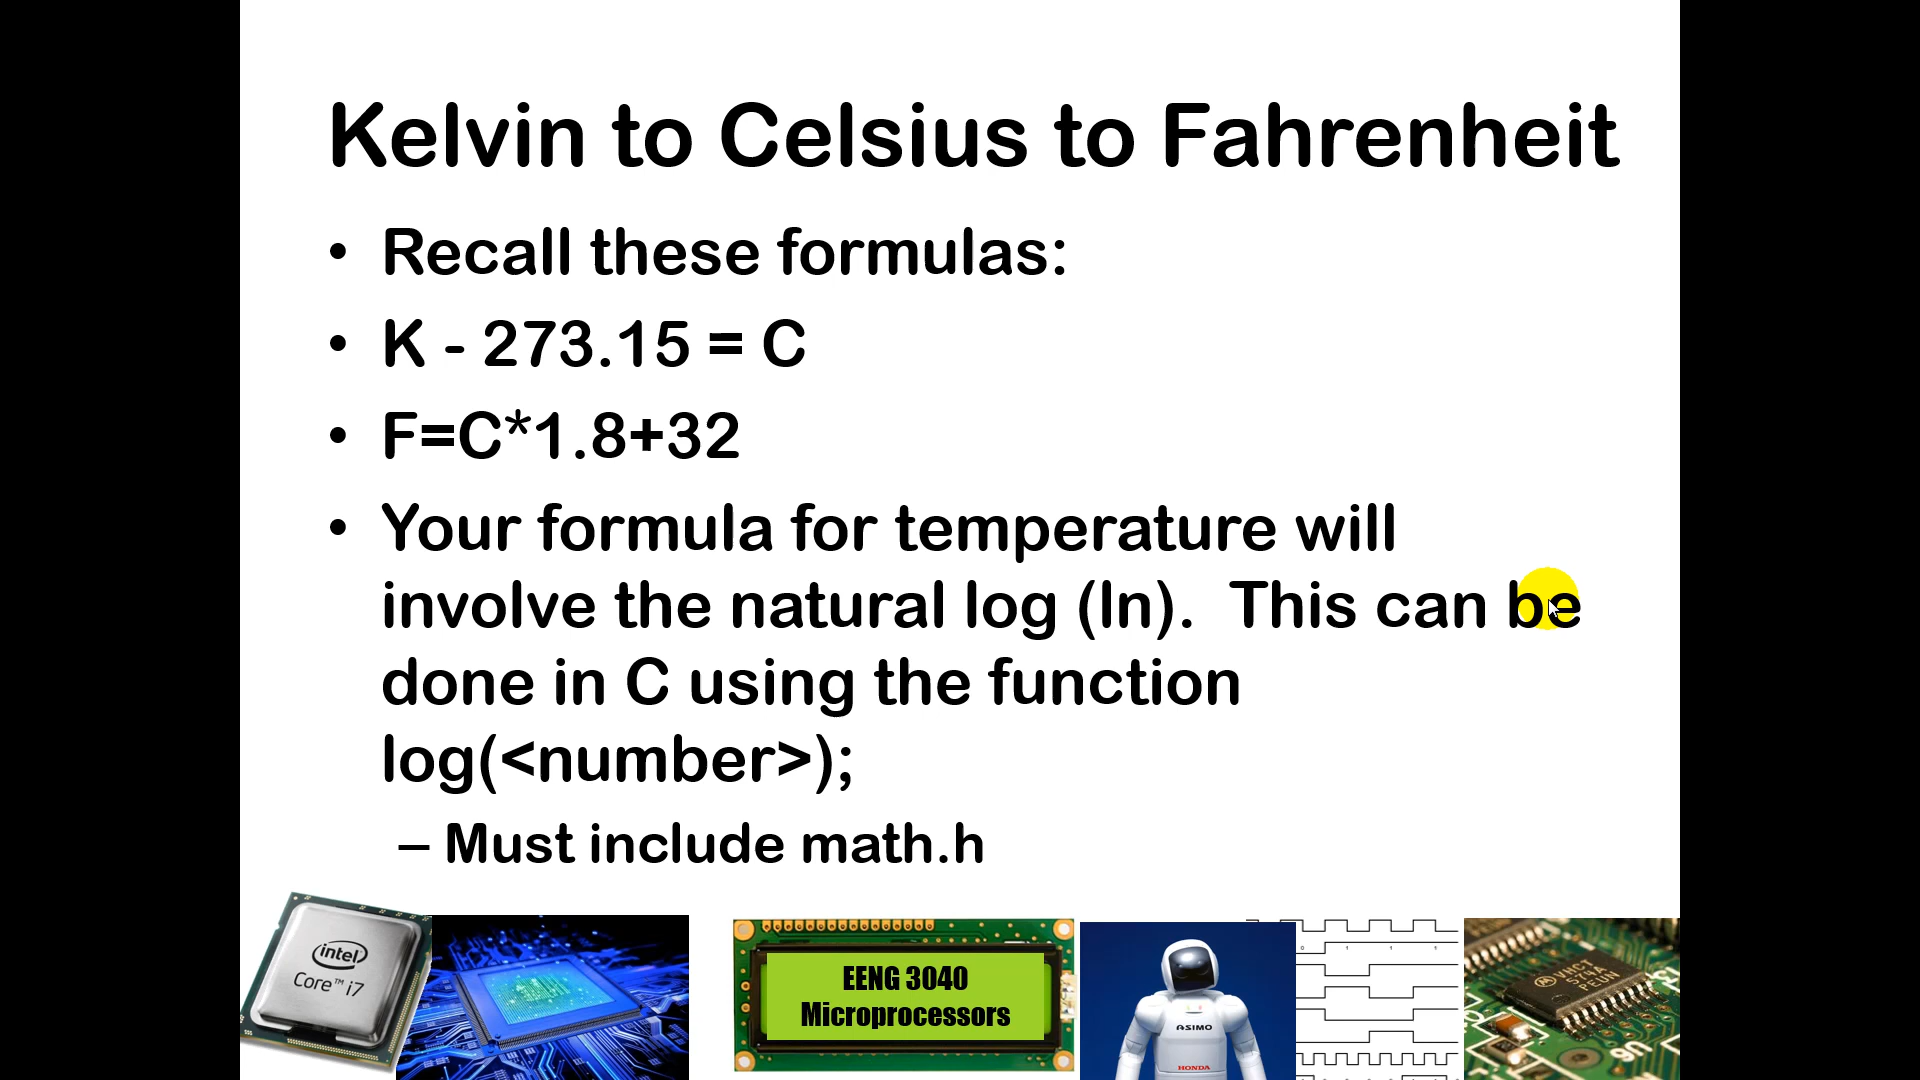 Kelvin to Celsius to Fahrenheit
• Recall these formulas:
• K - 273.15 = C
• F=C*1.8+32
• Your formula for temperature will
involve the natural log (ln). This can be
done in C using the function
log(<number>);
– Must include math.h
intel
Core™ i7
EENG 3040
Microprocessors
ASIMO
HONDA
VHCT
541A